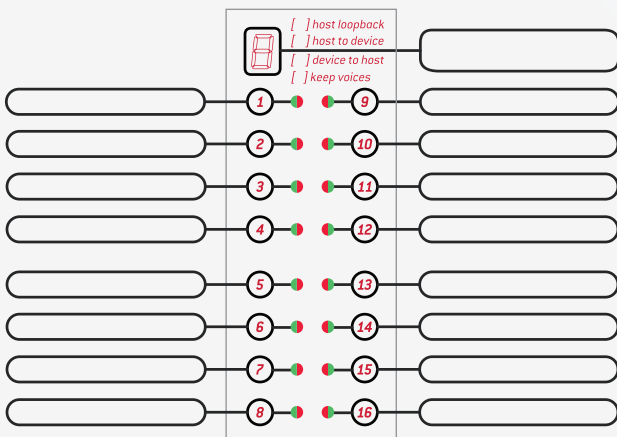 [ ] host loopback
[ ] host to device
[ ] device to host
[ ] keep voices
1 9
2 10
3 11
4 12
5 13
6 14
7 15
8 16